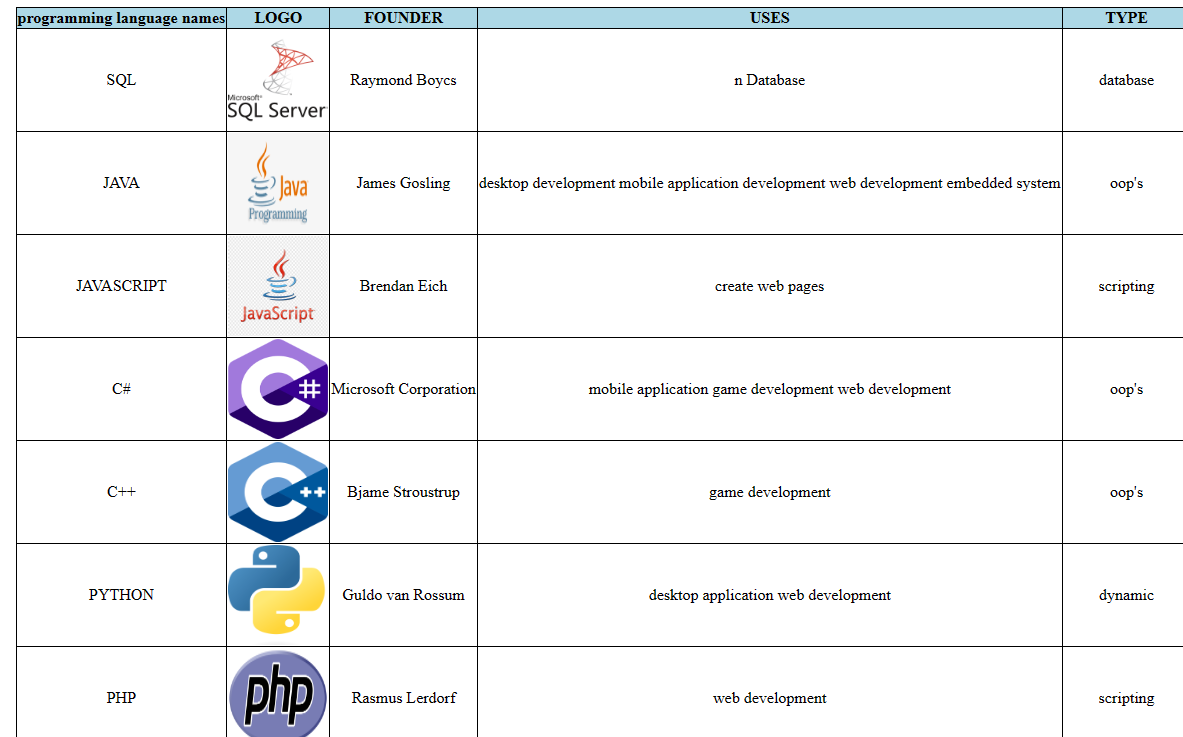 programming language names LOGO FOUNDER USES TYPE
SQL Microsoft® SQL Server Raymond Boycs n Database database
JAVA Java Programming James Gosling desktop development mobile application development web development embedded system oop's
JAVASCRIPT JavaScript Brendan Eich create web pages scripting
C# C# Microsoft Corporation mobile application game development web development oop's
C++ C++ Bjame Stroustrup game development oop's
PYTHON Guldo van Rossum desktop application web development dynamic
PHP php Rasmus Lerdorf web development scripting